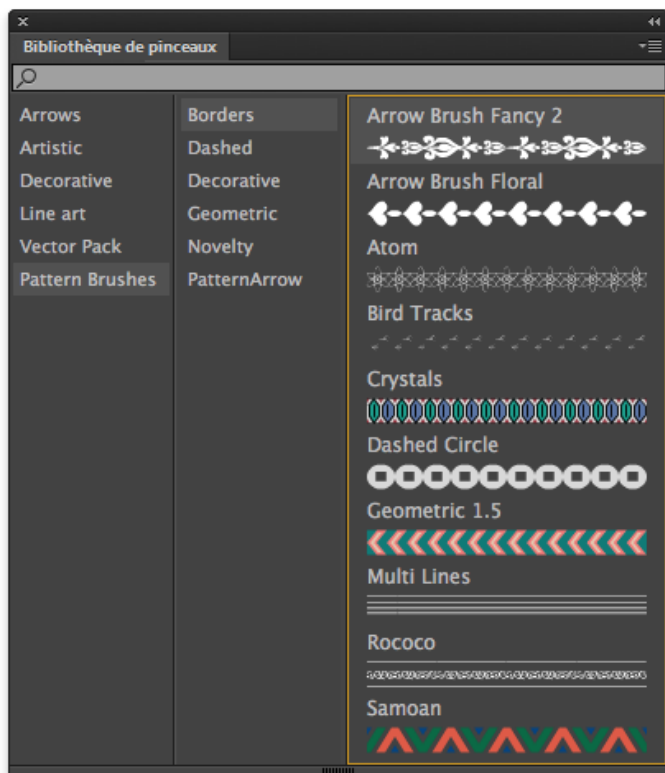 Bibliothèque de pinceaux
Arrows
Artistic
Decorative
Line art
Vector Pack
Pattern Brushes
Borders
Dashed
Decorative
Geometric
Novelty
PatternArrow
Arrow Brush Fancy 2
Arrow Brush Floral
Atom
Bird Tracks
Crystals
Dashed Circle
Geometric 1.5
Multi Lines
Rococo
Samoan